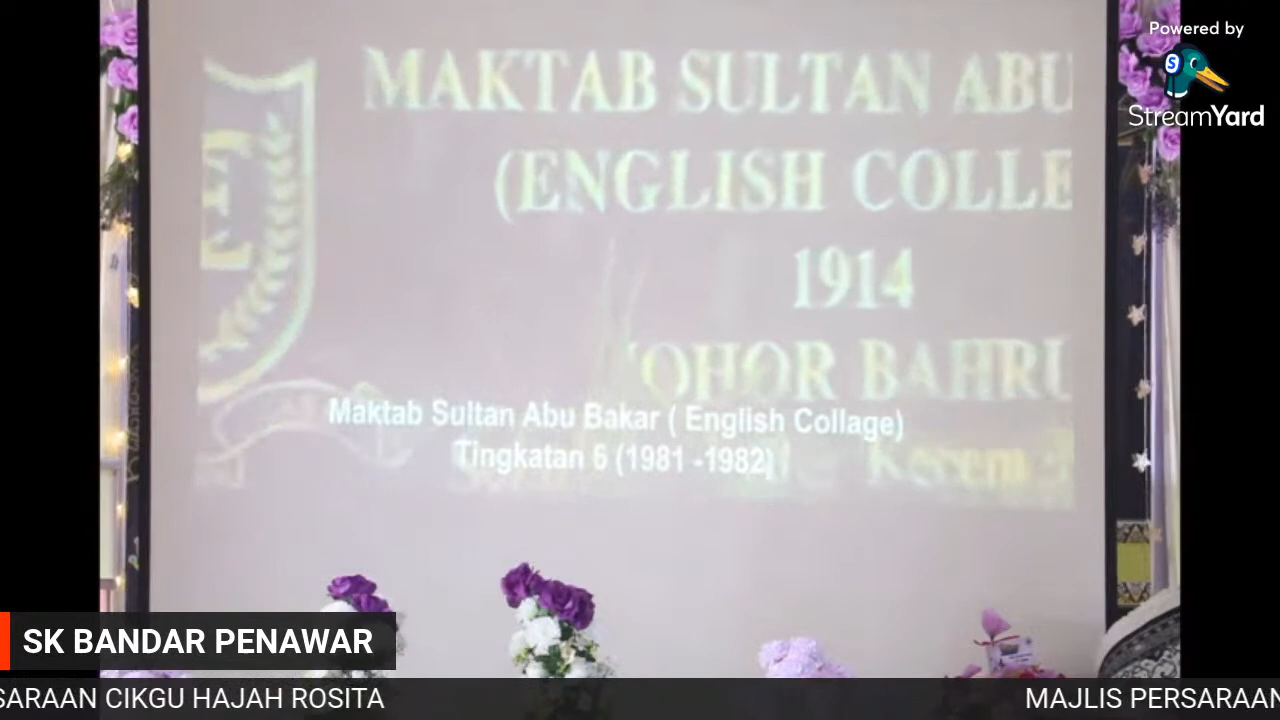 Powered by
StreamYard
MAKTAB SULTAN ABU
(ENGLISH COLLE
1914
OHOR BAHRU
Maktab Sultan Abu Bakar ( English Collage)
Tingkatan 6 (1981 -1982)
SK BANDAR PENAWAR
SARAAN CIKGU HAJAH ROSITA
MAJLIS PERSARAAN